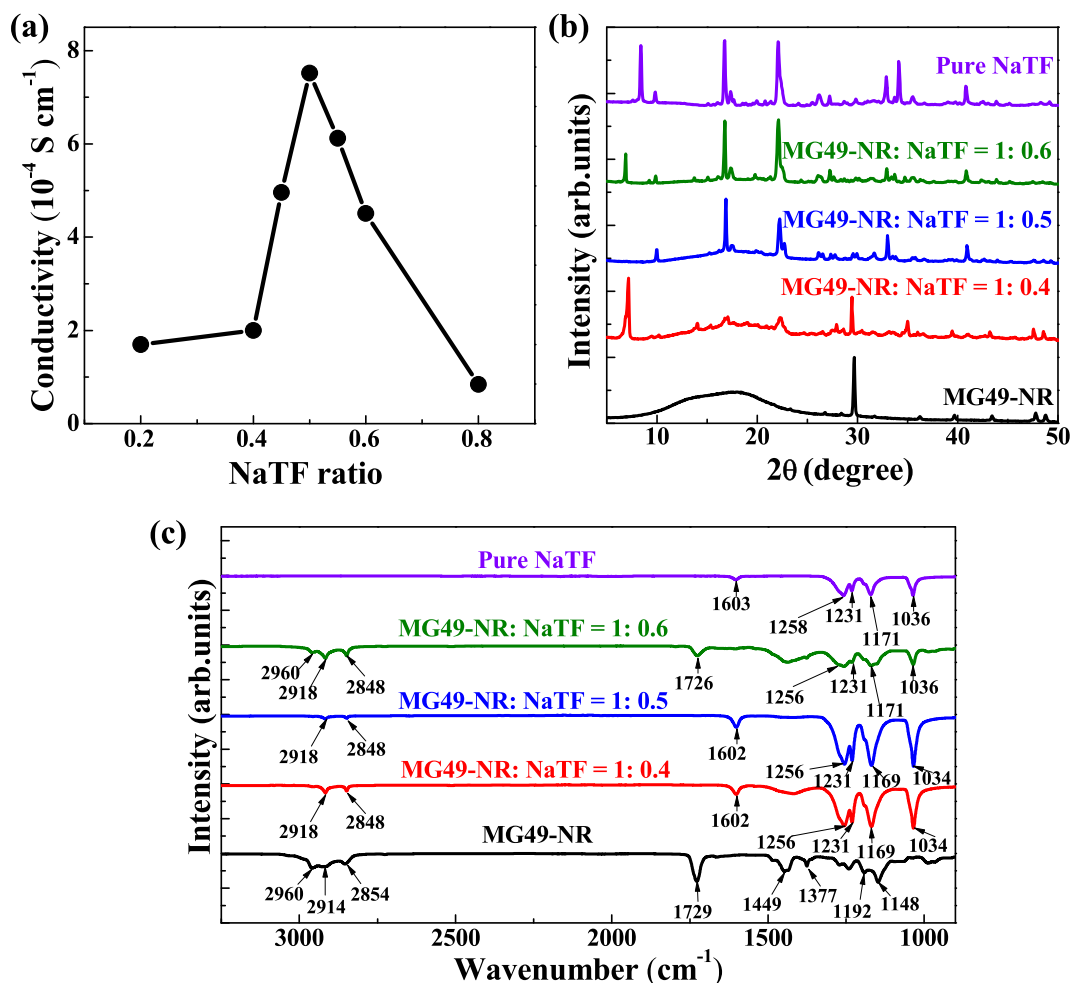 (a)
8
6
4
2
0
0.2 0.4 0.6 0.8
Conductivity (10⁻⁴ S cm⁻¹)
NaTF ratio
(b)
Pure NaTF
MG49-NR: NaTF = 1: 0.6
MG49-NR: NaTF = 1: 0.5
MG49-NR: NaTF = 1: 0.4
MG49-NR
10 20 30 40 50
Intensity (arb.units)
2θ (degree)
(c)
Pure NaTF
1603 1258 1231 1171 1036
MG49-NR: NaTF = 1: 0.6
2960 2918 2848 1726 1256 1231 1171 1036
MG49-NR: NaTF = 1: 0.5
2918 2848 1602 1256 1231 1169 1034
MG49-NR: NaTF = 1: 0.4
2918 2848 1602 1256 1231 1169 1034
MG49-NR
2960 2914 2854 1729 1449 1377 1192 1148
3000 2500 2000 1500 1000
Intensity (arb.units)
Wavenumber (cm⁻¹)